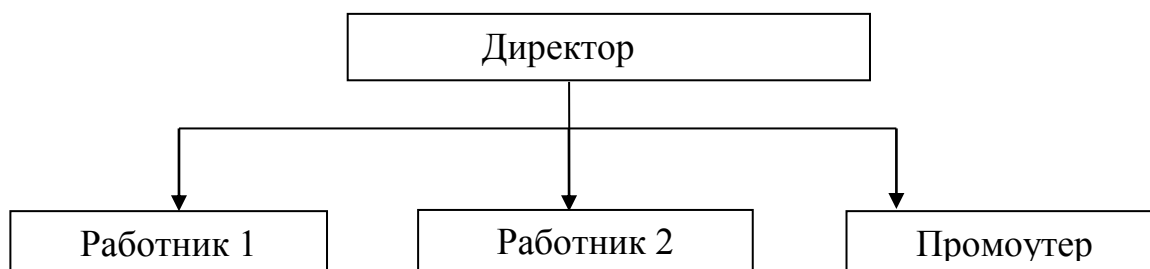 Директор
Работник 1
Работник 2
Промоутер